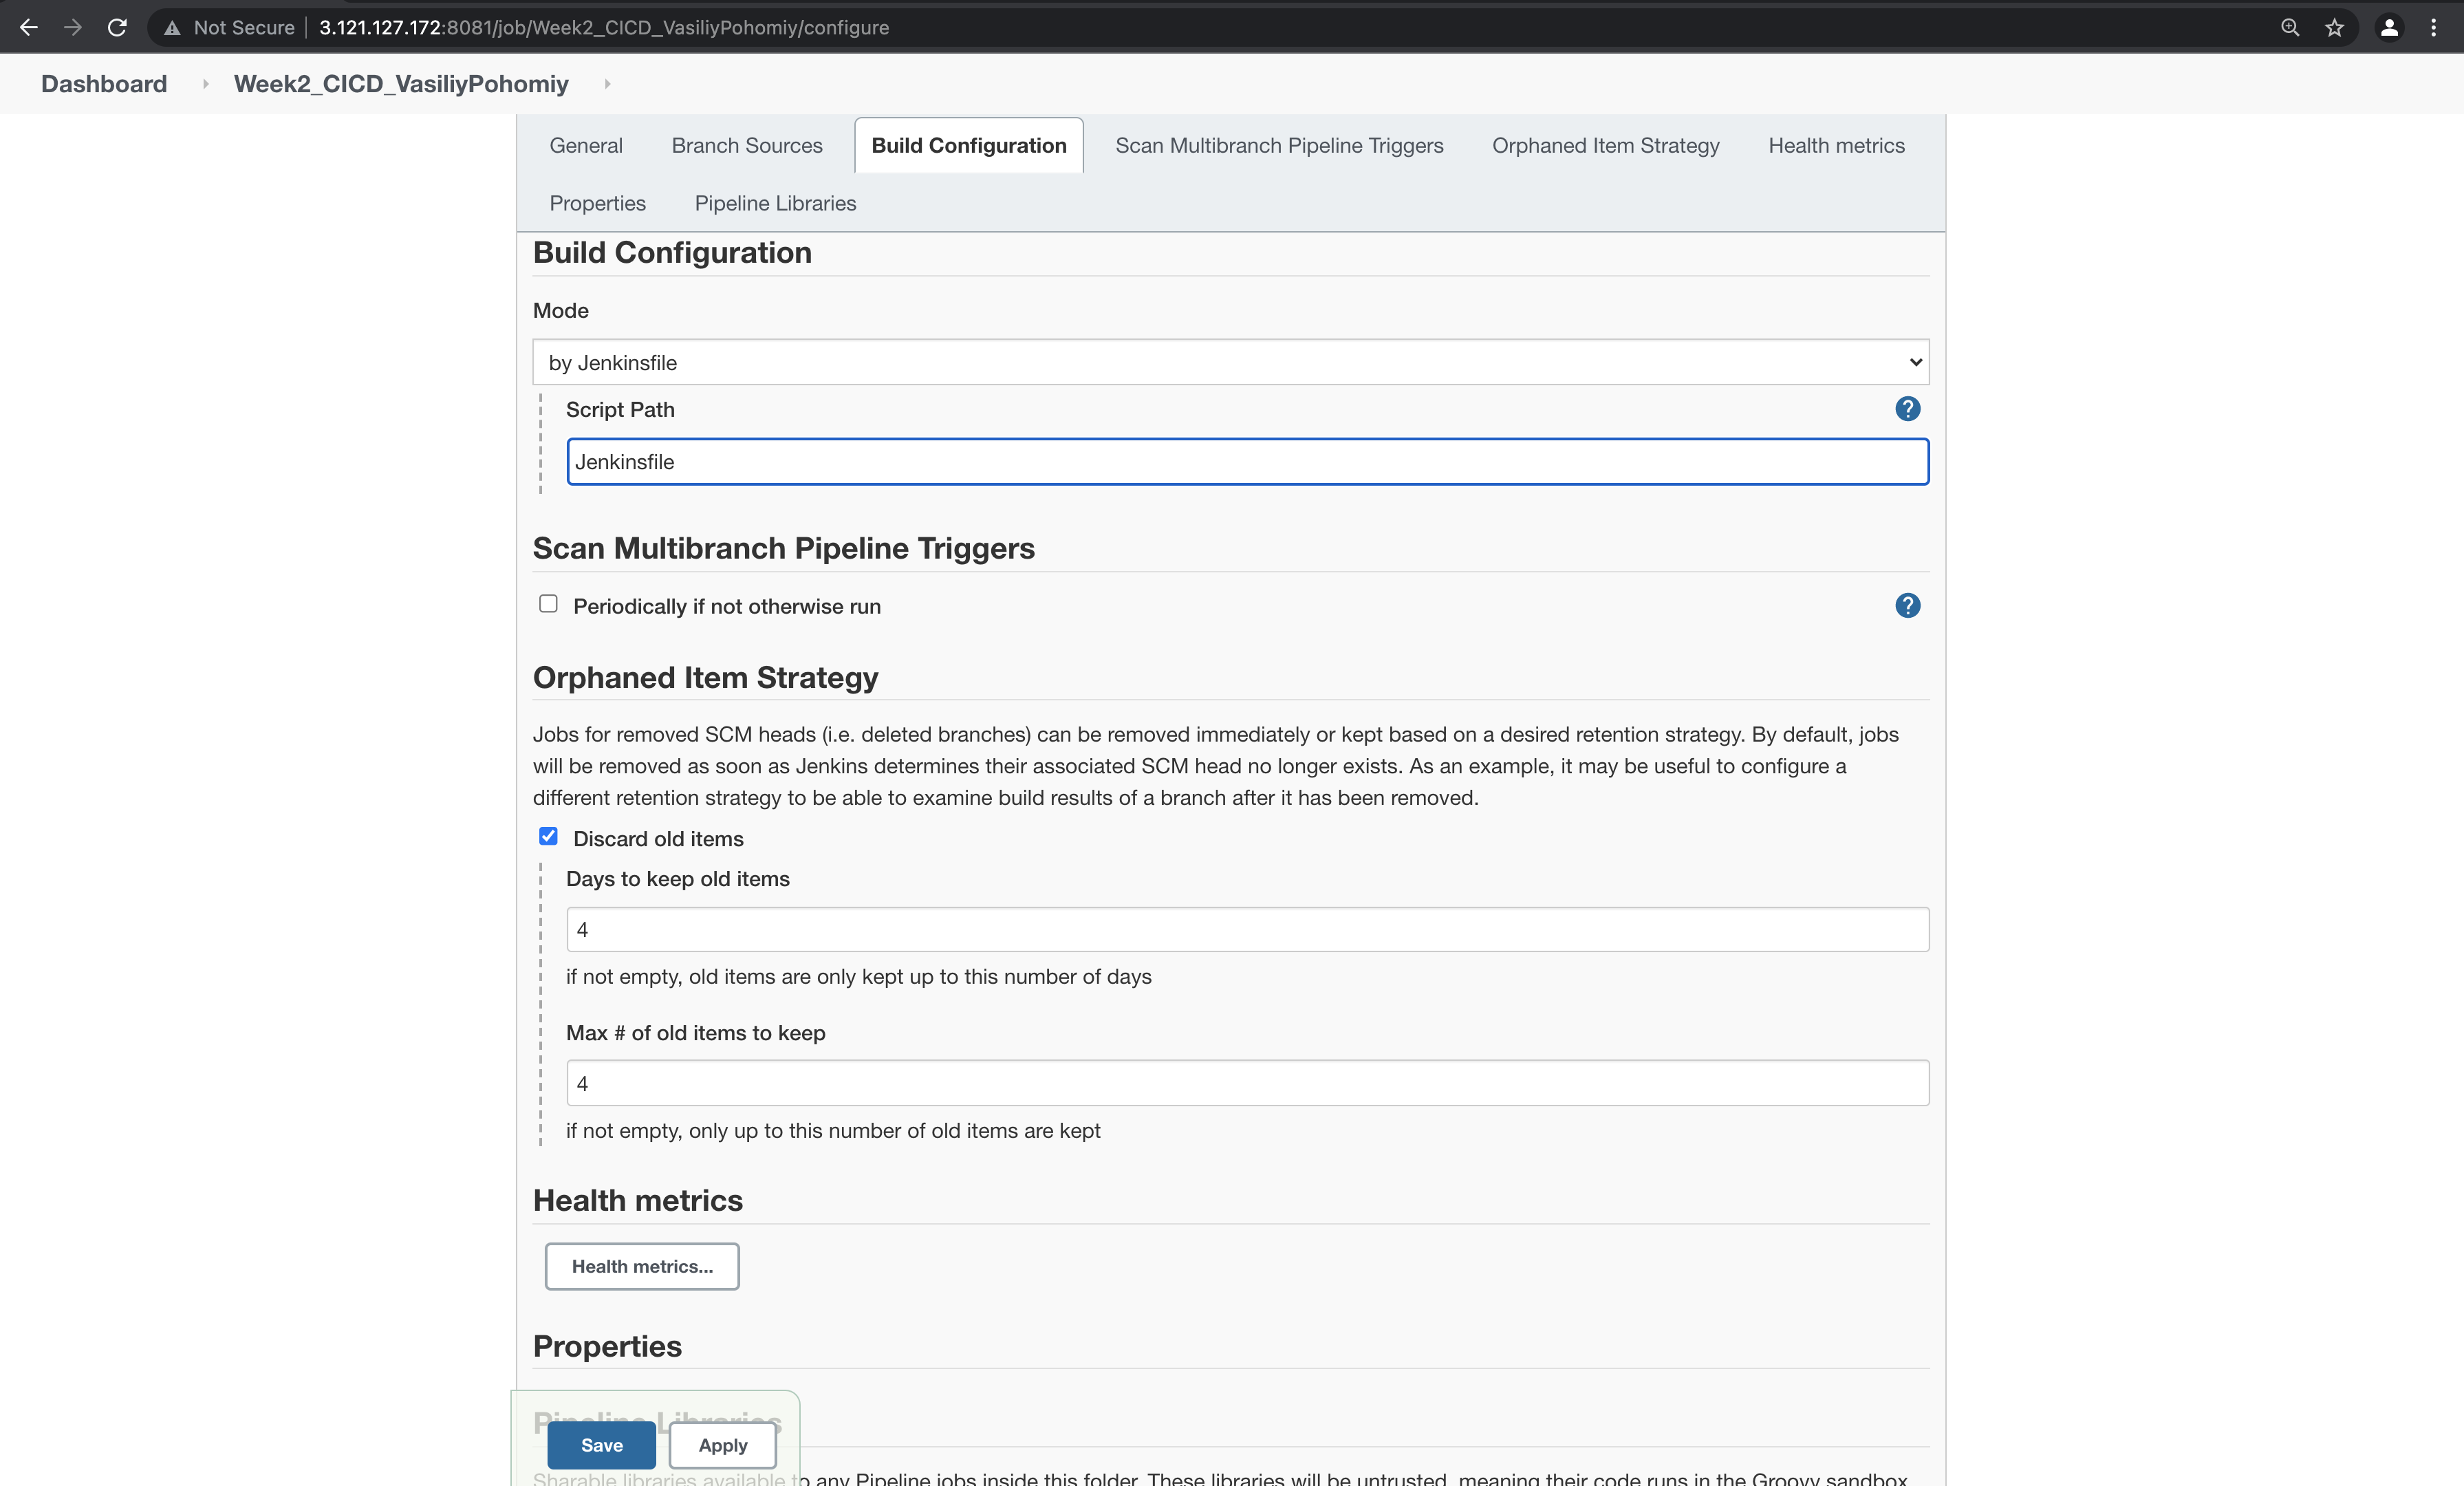 Not Secure 3.121.127.172:8081/job/Week2_CICD_VasiliyPohomiy/configure
Dashboard Week2_CICD_VasiliyPohomiy
General Branch Sources Build Configuration Scan Multibranch Pipeline Triggers Orphaned Item Strategy Health metrics
Properties Pipeline Libraries
Build Configuration
Mode
by Jenkinsfile
Script Path
?
Jenkinsfile
Scan Multibranch Pipeline Triggers
Periodically if not otherwise run
?
Orphaned Item Strategy
Jobs for removed SCM heads (i.e. deleted branches) can be removed immediately or kept based on a desired retention strategy. By default, jobs
will be removed as soon as Jenkins determines their associated SCM head no longer exists. As an example, it may be useful to configure a
different retention strategy to be able to examine build results of a branch after it has been removed.
Discard old items
Days to keep old items
4
if not empty, old items are only kept up to this number of days
Max # of old items to keep
4
if not empty, only up to this number of old items are kept
Health metrics
Health metrics...
Properties
Pipeline Libraries
Save Apply
Sharable libraries available to any Pipeline jobs inside this folder. These libraries will be untrusted, meaning their code runs in the Groovy sandbox.